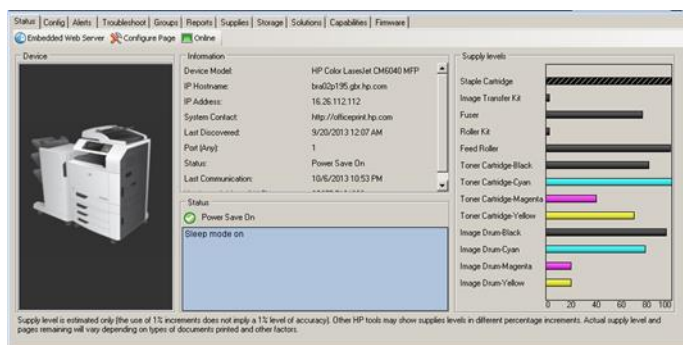 Status Config Alerts Troubleshoot Groups Reports Supplies Storage Solutions Capabilities Firmware
Embedded Web Server Configure Page Online
Device
Information
Device Model: HP Color LaserJet CM6040 MFP
IP Hostname: bra02p195.gbr.hp.com
IP Address: 16.26.112.112
System Contact: http://officeprint.hp.com
Last Discovered: 9/20/2013 12:07 AM
Port (Any): 1
Status: Power Save On
Last Communication: 10/6/2013 10:53 PM
Status
Power Save On
Sleep mode on
Supply levels
Staple Cartridge
Image Transfer Kit
Fuser
Roller Kit
Feed Roller
Toner Cartridge-Black
Toner Cartridge-Cyan
Toner Cartridge-Magenta
Toner Cartridge-Yellow
Image Drum-Black
Image Drum-Cyan
Image Drum-Magenta
Image Drum-Yellow
0 20 40 60 80 100
Supply level is estimated only (the use of 1% increments does not imply a 1% level of accuracy). Other HP tools may show supplies levels in different percentage increments. Actual supply level and
pages remaining will vary depending on types of documents printed and other factors.